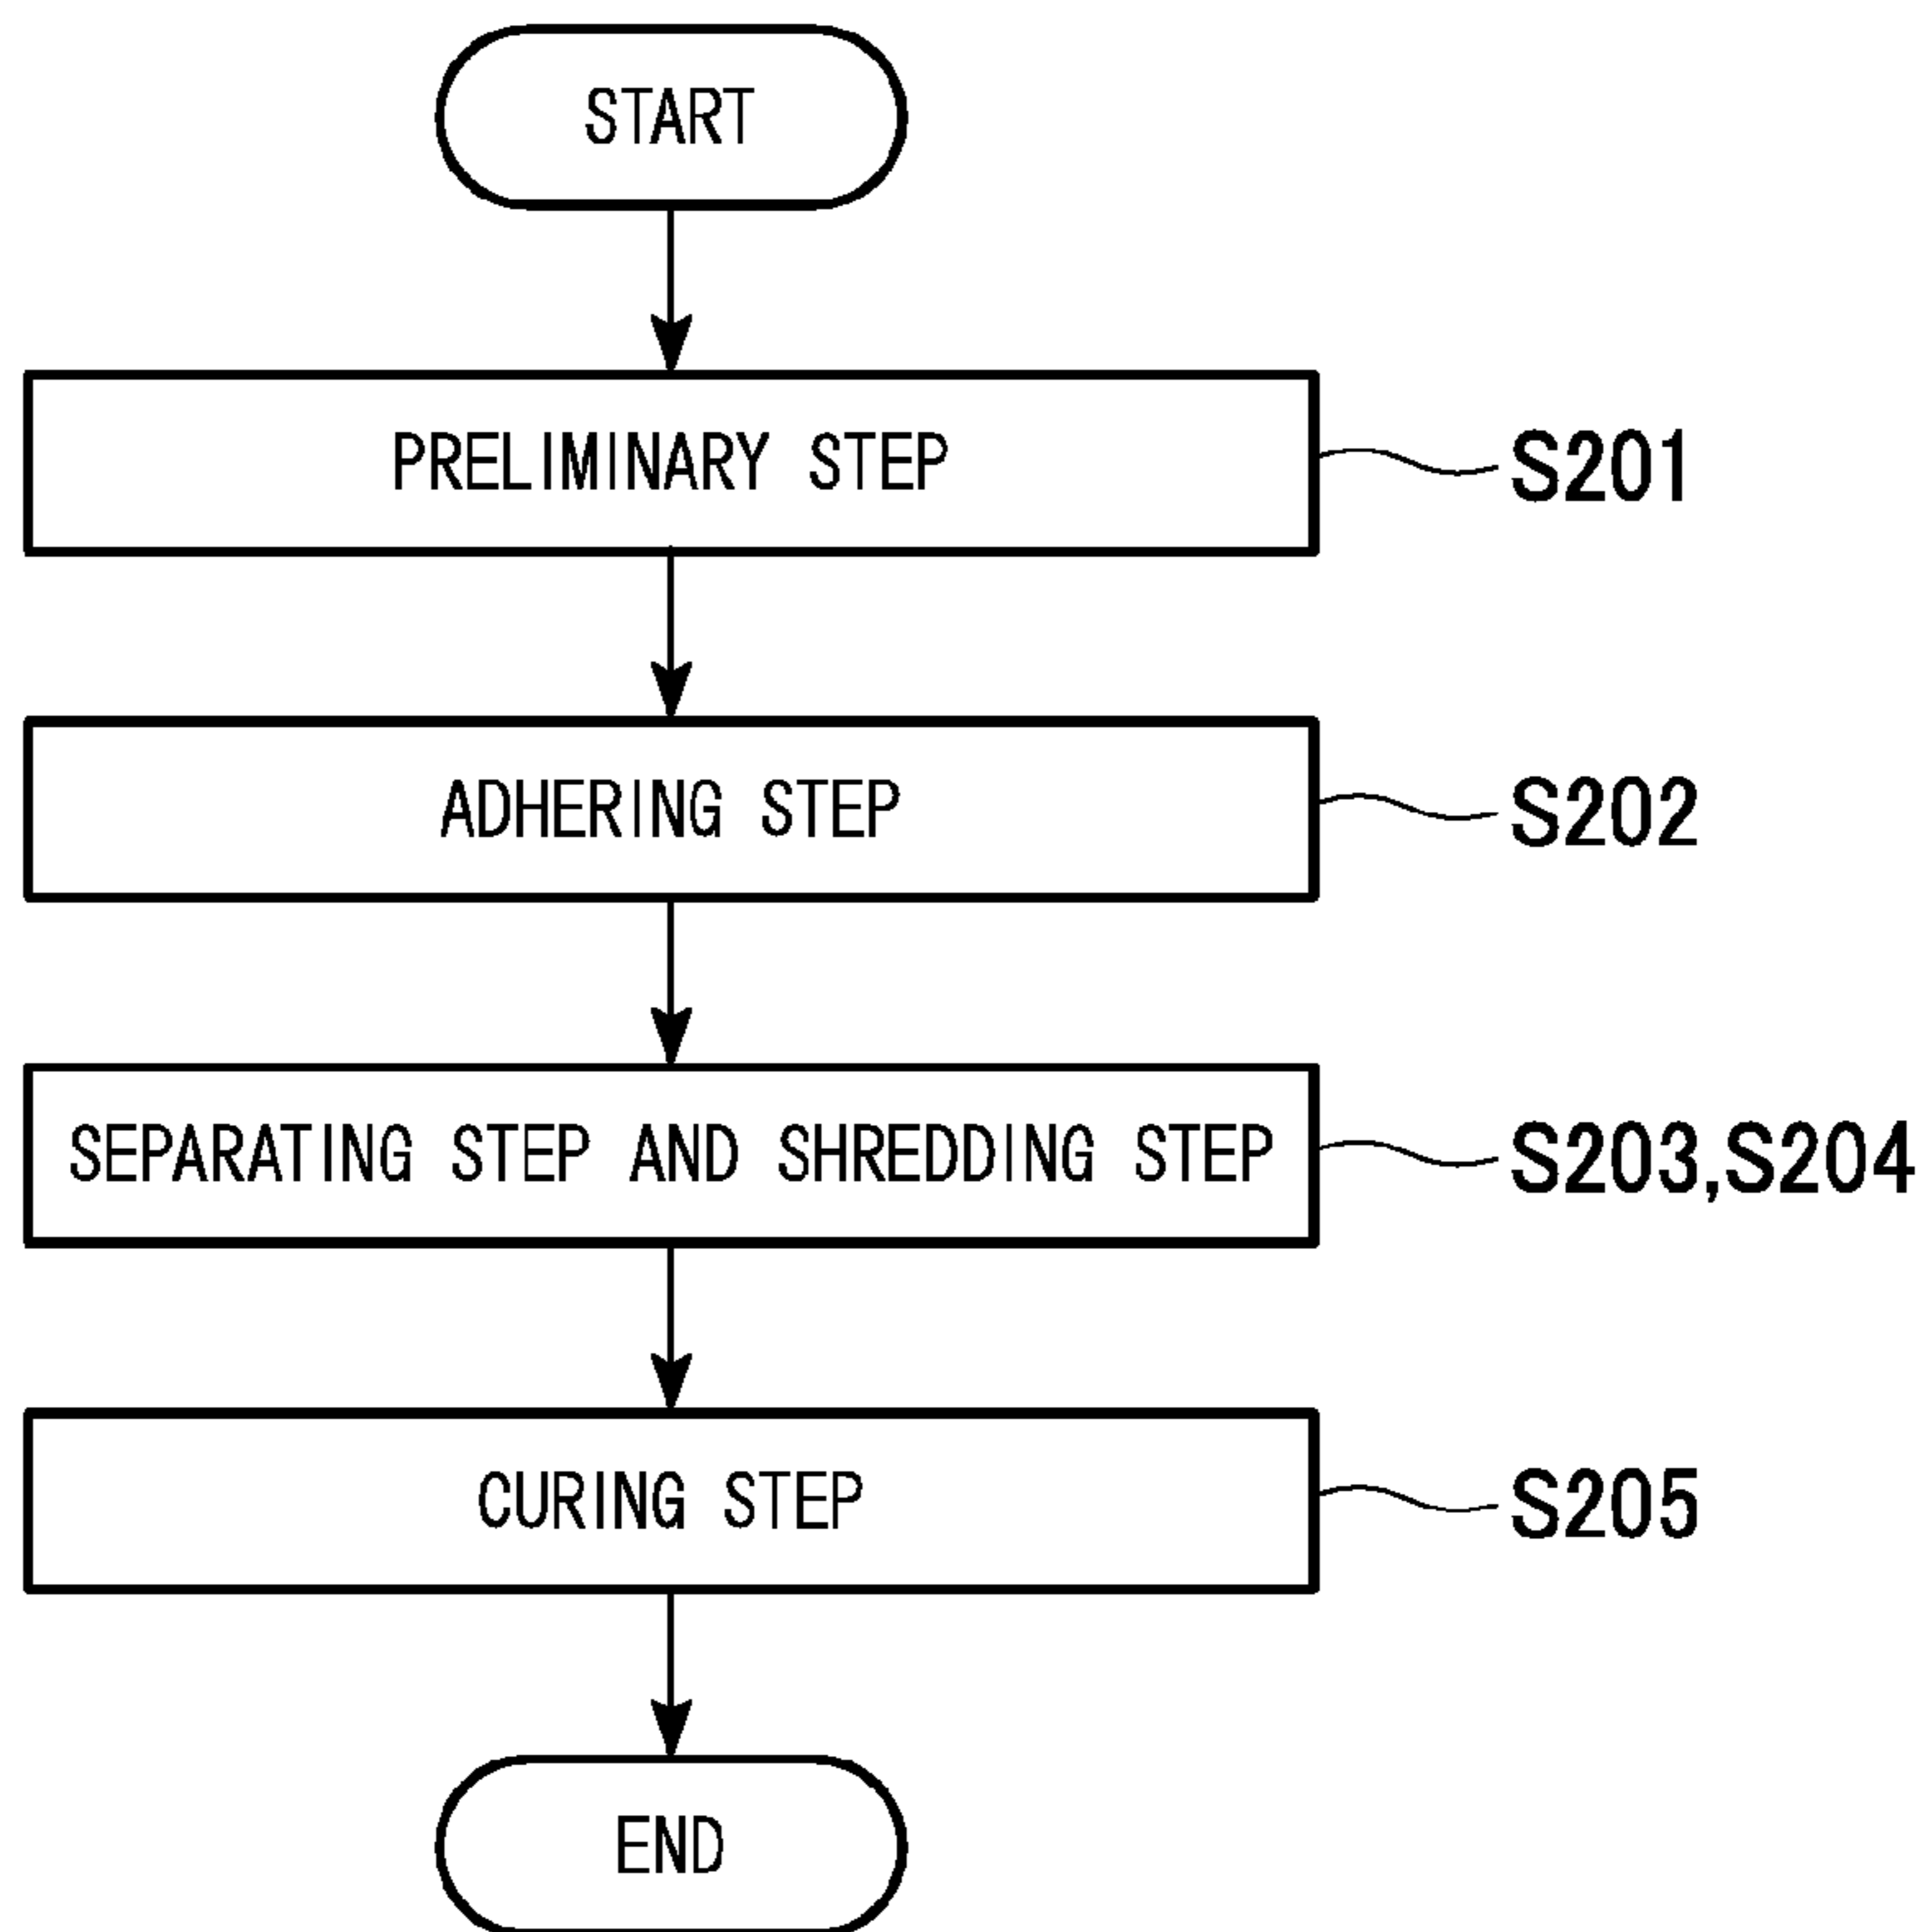 START
PRELIMINARY STEP
S201
ADHERING STEP
S202
SEPARATING STEP AND SHREDDING STEP
S203,S204
CURING STEP
S205
END